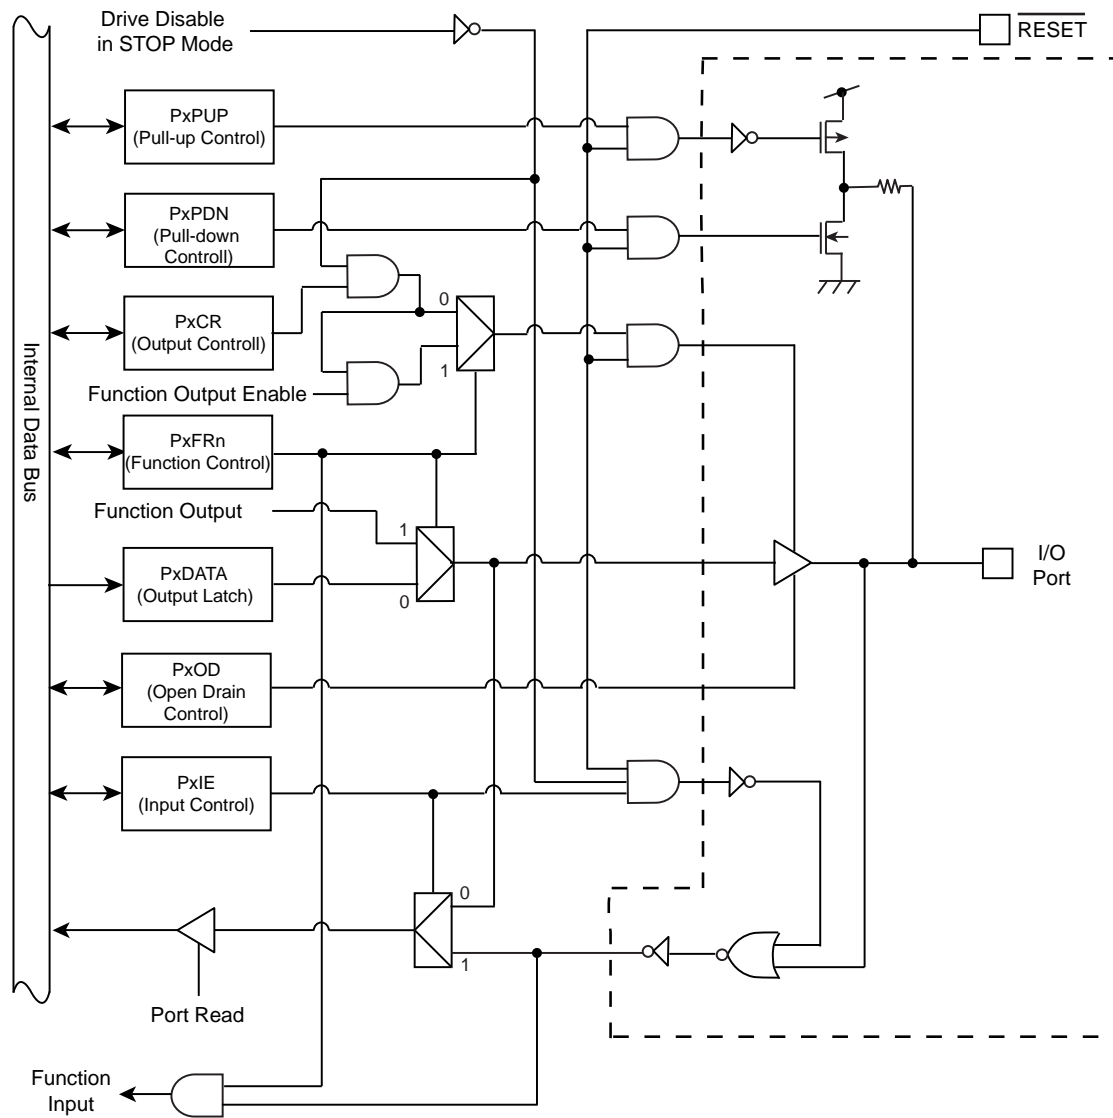 Drive Disable
in STOP Mode
RESET
PxPUP
(Pull-up Control)
PxPDN
(Pull-down
Controll)
PxCR
(Output Controll)
0
1
Function Output Enable
Internal Data Bus
PxFRn
(Function Control)
Function Output
1
0
PxDATA
(Output Latch)
I/O
Port
PxOD
(Open Drain
Control)
PxIE
(Input Control)
0
1
Port Read
Function
Input